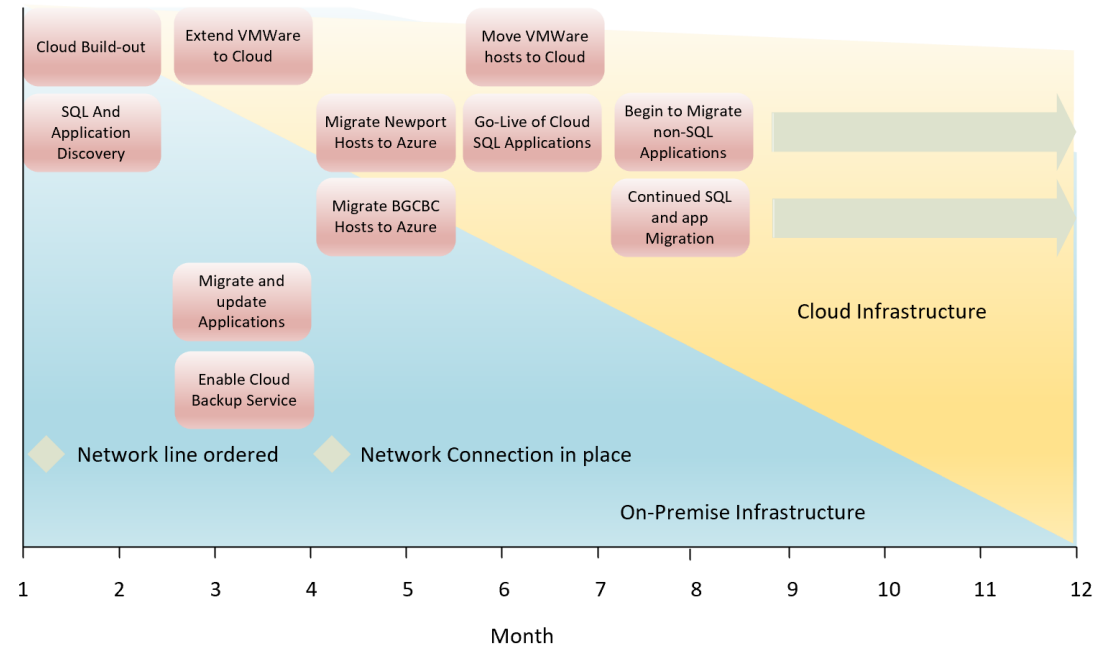 Cloud Build-out
Extend VMWare
to Cloud
Move VMWare
hosts to Cloud
SQL And
Application
Discovery
Migrate Newport
Hosts to Azure
Go-Live of Cloud
SQL Applications
Begin to Migrate
non-SQL
Applications
Migrate BGCBC
Hosts to Azure
Continued SQL
and app
Migration
Migrate and
update
Applications
Cloud Infrastructure
Enable Cloud
Backup Service
Network line ordered
Network Connection in place
On-Premise Infrastructure
1 2 3 4 5 6 7 8 9 10 11 12
Month